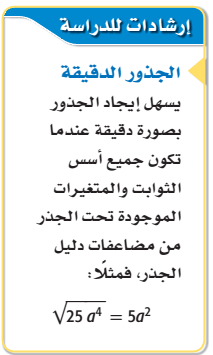 إرشادات للدراسة
الجذور الدقيقة
يسهل إيجاد الجذور
بصورة دقيقة عندما
تكون جميع أسس
الثوابت والمتغيرات
الموجودة تحت الجذر
من مضاعفات دليل
الجذر، فمثلًا:
√25 a⁴ = 5a²